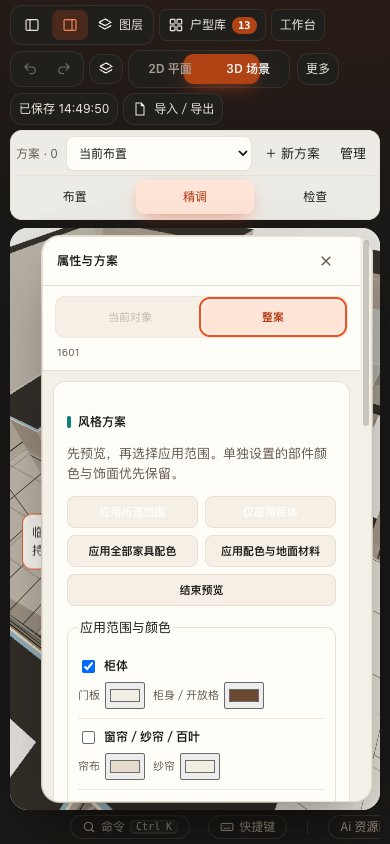 图层 户型库 13 工作台
2D 平面 3D 场景 更多
已保存 14:49:50 导入 / 导出
方案 · 0 当前布置 ＋ 新方案 管理
布置 精调 检查
属性与方案
当前对象 整案
1601
风格方案
先预览，再选择应用范围。单独设置的部件颜
色与饰面优先保留。
应用所选范围 仅应用柜体
应用全部家具配色 应用配色与地面材料
结束预览
应用范围与颜色
柜体
门板 柜身 / 开放格
窗帘 / 纱帘 / 百叶
帘布 纱帘
临
持
命令 Ctrl K 快捷键 Ai 资源